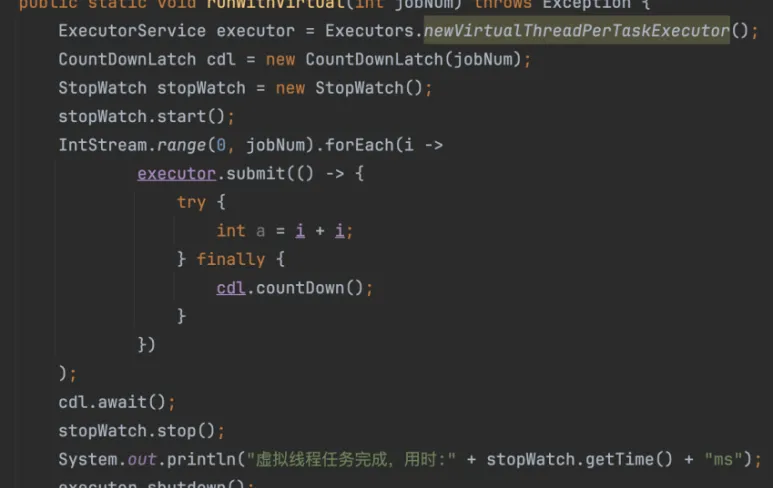 public static void runWithVirtual(int jobNum) throws Exception {
ExecutorService executor = Executors.newVirtualThreadPerTaskExecutor();
CountDownLatch cdl = new CountDownLatch(jobNum);
StopWatch stopWatch = new StopWatch();
stopWatch.start();
IntStream.range(0, jobNum).forEach(i ->
executor.submit(() -> {
try {
int a = i + i;
} finally {
cdl.countDown();
}
})
);
cdl.await();
stopWatch.stop();
System.out.println("虚拟线程任务完成，用时:" + stopWatch.getTime() + "ms");
executor.shutdown();